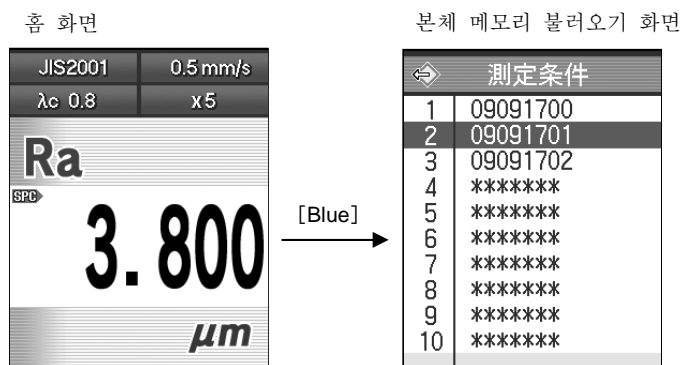 홈 화면
JIS2001 0.5 mm/s
λc 0.8 x5
Ra
SPC
3.800
μm
[Blue]
본체 메모리 불러오기 화면
測定条件
1 09091700
2 09091701
3 09091702
4 *******
5 *******
6 *******
7 *******
8 *******
9 *******
10 *******